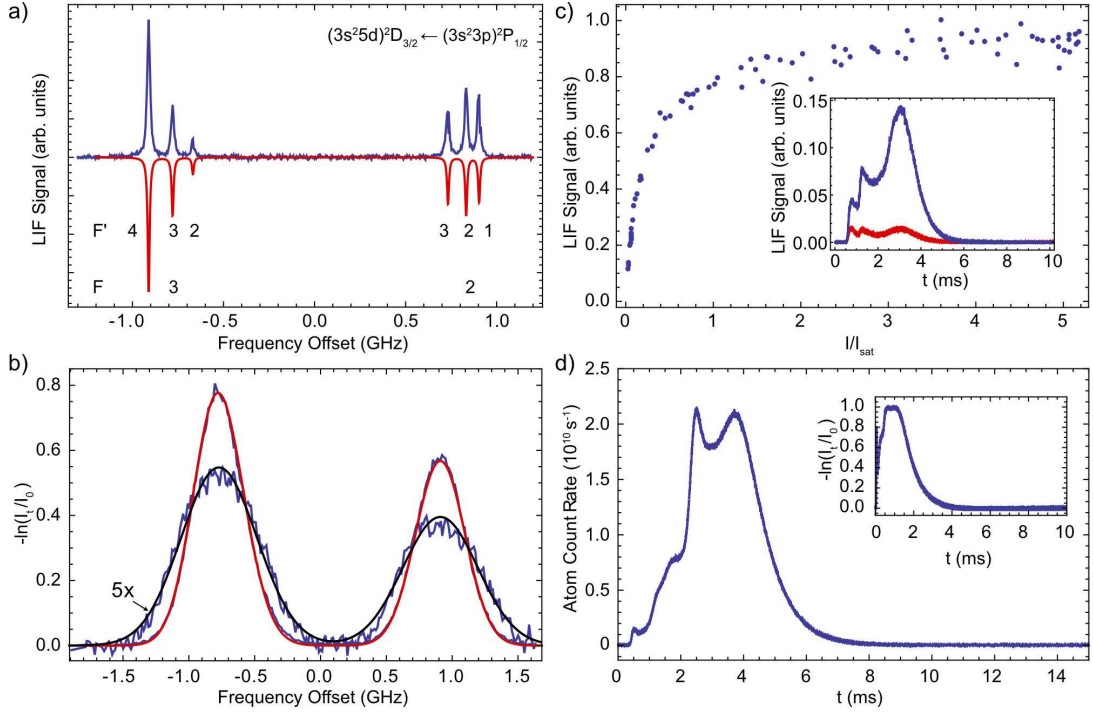 a)
(3s²5d)²D₃/₂ ← (3s²3p)²P₁/₂
LIF Signal (arb. units)
F' 4 3 2 3 2 1
F 3 2
-1.0 -0.5 0.0 0.5 1.0
Frequency Offset (GHz)
b)
0.8
0.6
0.4
0.2
0.0
-ln(Iₜ/I₀)
5x
-1.5 -1.0 -0.5 0.0 0.5 1.0 1.5
Frequency Offset (GHz)
c)
1.0
0.8
0.6
0.4
0.2
0.0
LIF Signal (arb. units)
0 1 2 3 4 5
I/Iₛₐₜ
0.15
0.10
0.05
0.00
LIF Signal (arb. units)
0 2 4 6 8 10
t (ms)
d)
2.5
2.0
1.5
1.0
0.5
0.0
Atom Count Rate (10¹⁰ s⁻¹)
0 2 4 6 8 10 12 14
t (ms)
1.0
0.8
0.6
0.4
0.2
0.0
-ln(Iₜ/I₀)
0 2 4 6 8 10
t (ms)